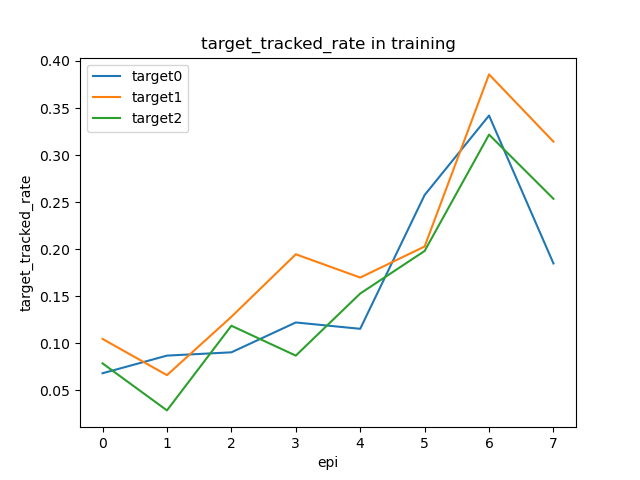 target_tracked_rate in training
target0
target1
target2
target_tracked_rate
0.40
0.35
0.30
0.25
0.20
0.15
0.10
0.05
0 1 2 3 4 5 6 7
epi